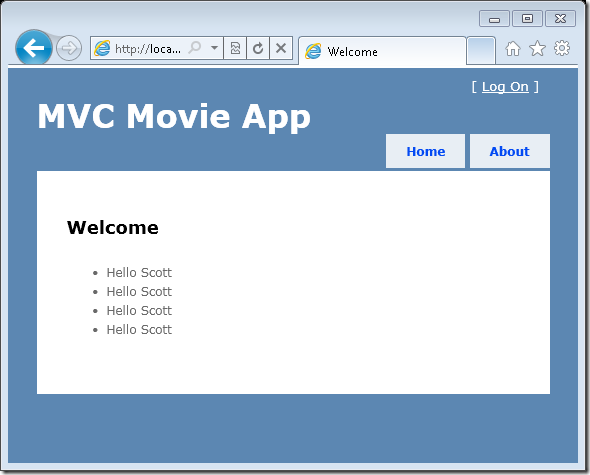 http://loca...
Welcome
[ Log On ]
MVC Movie App
Home
About
Welcome
• Hello Scott
• Hello Scott
• Hello Scott
• Hello Scott